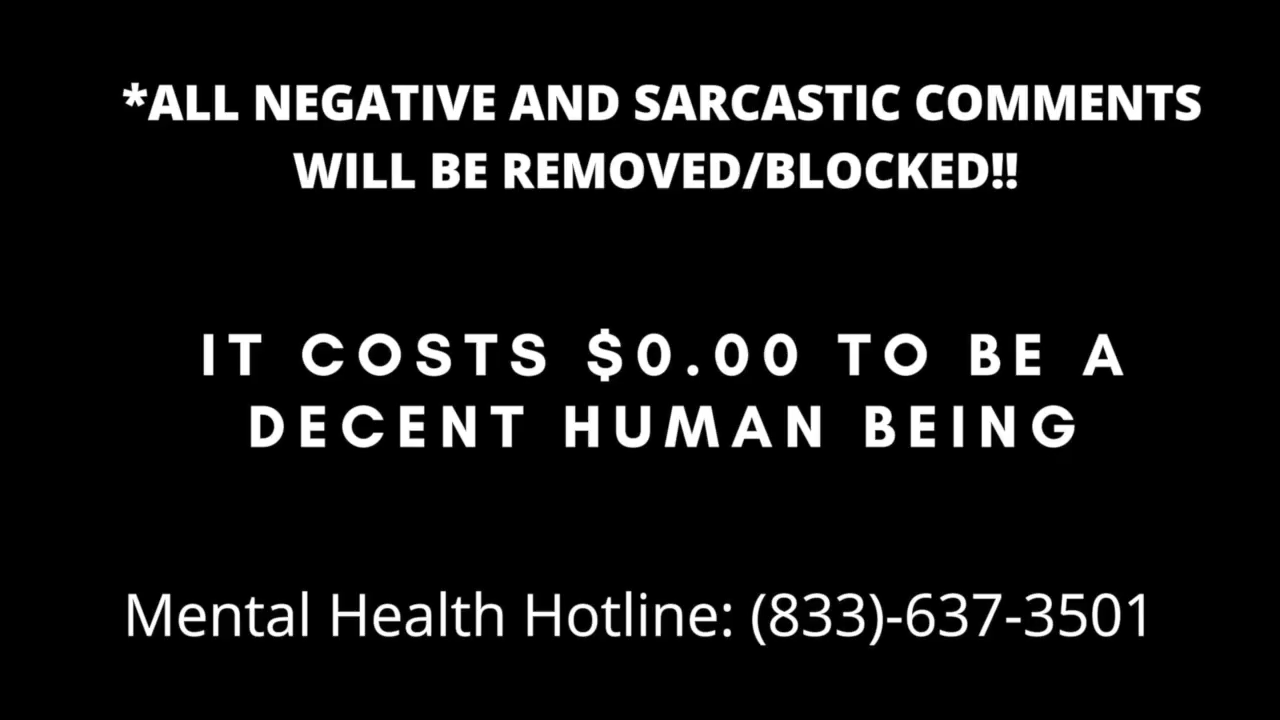 *ALL NEGATIVE AND SARCASTIC COMMENTS
WILL BE REMOVED/BLOCKED!!
IT COSTS $0.00 TO BE A
DECENT HUMAN BEING
Mental Health Hotline: (833)-637-3501